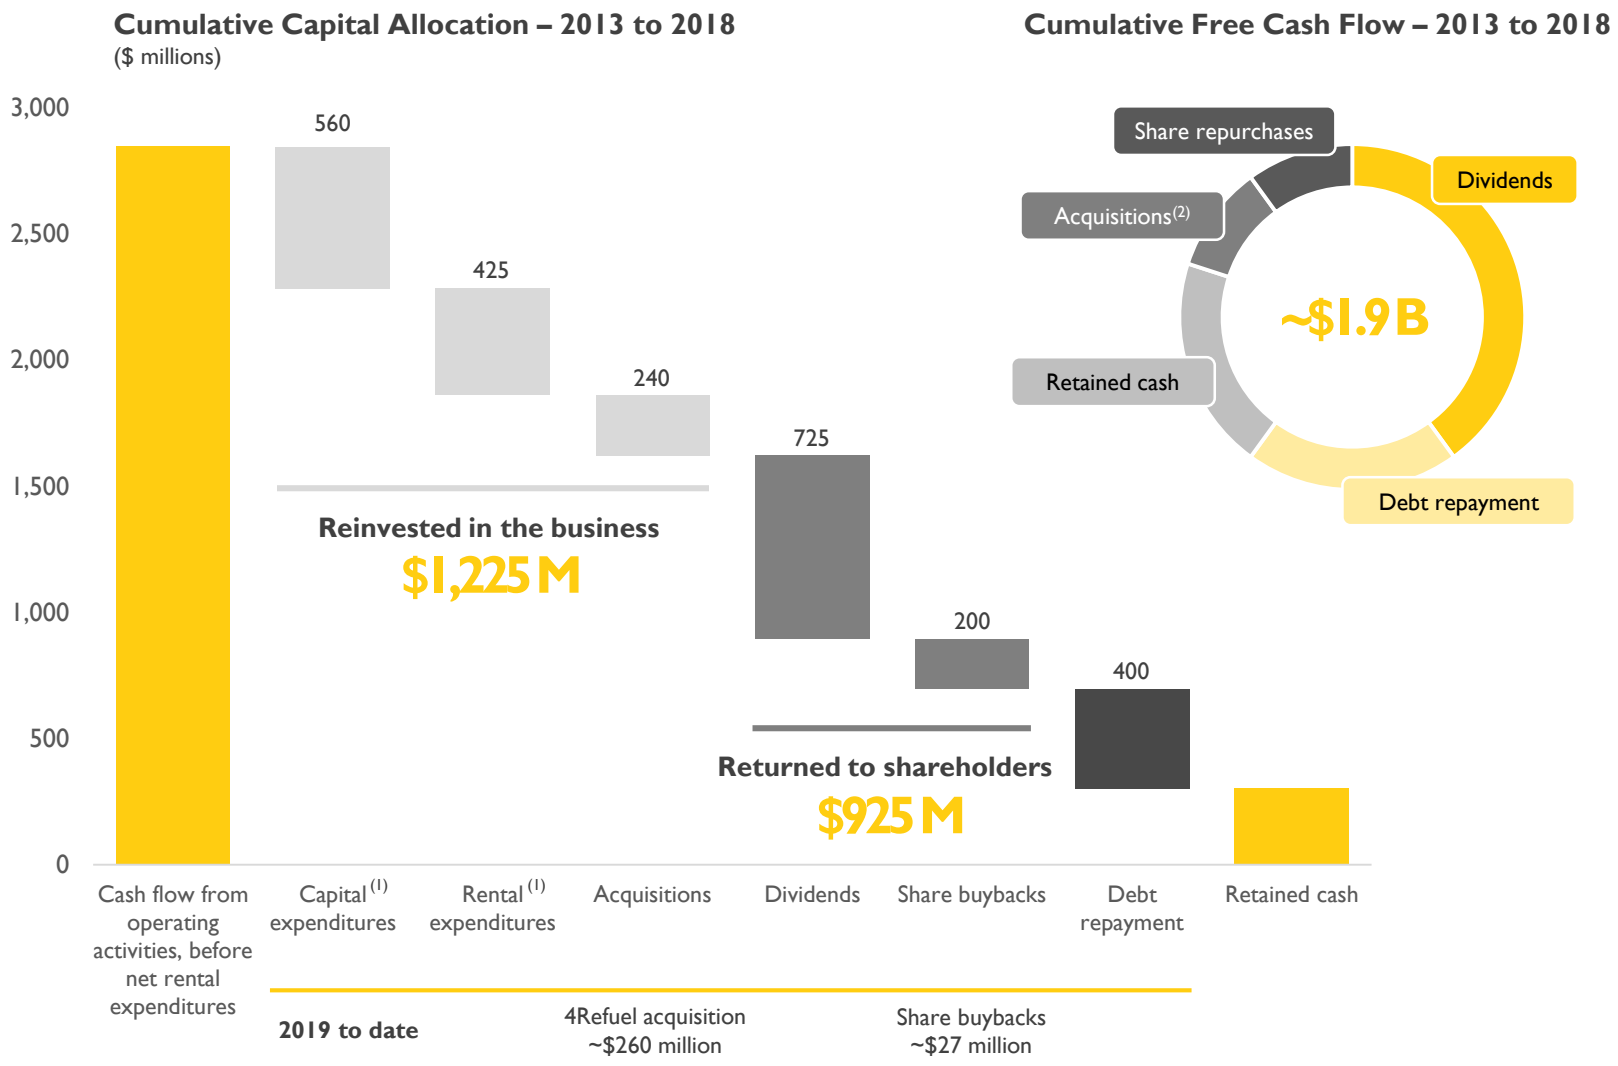 Cumulative Capital Allocation – 2013 to 2018
($ millions)
3,000
2,500
2,000
1,500
1,000
500
0
560
425
240
725
200
400
Reinvested in the business
$1,225 M
Returned to shareholders
$925 M
Cash flow from
operating
activities, before
net rental
expenditures
Capital (1)
expenditures
Rental (1)
expenditures
Acquisitions
Dividends
Share buybacks
Debt
repayment
Retained cash
2019 to date
4Refuel acquisition
~$260 million
Share buybacks
~$27 million
Cumulative Free Cash Flow – 2013 to 2018
Share repurchases
Dividends
Acquisitions(2)
~$1.9 B
Retained cash
Debt repayment